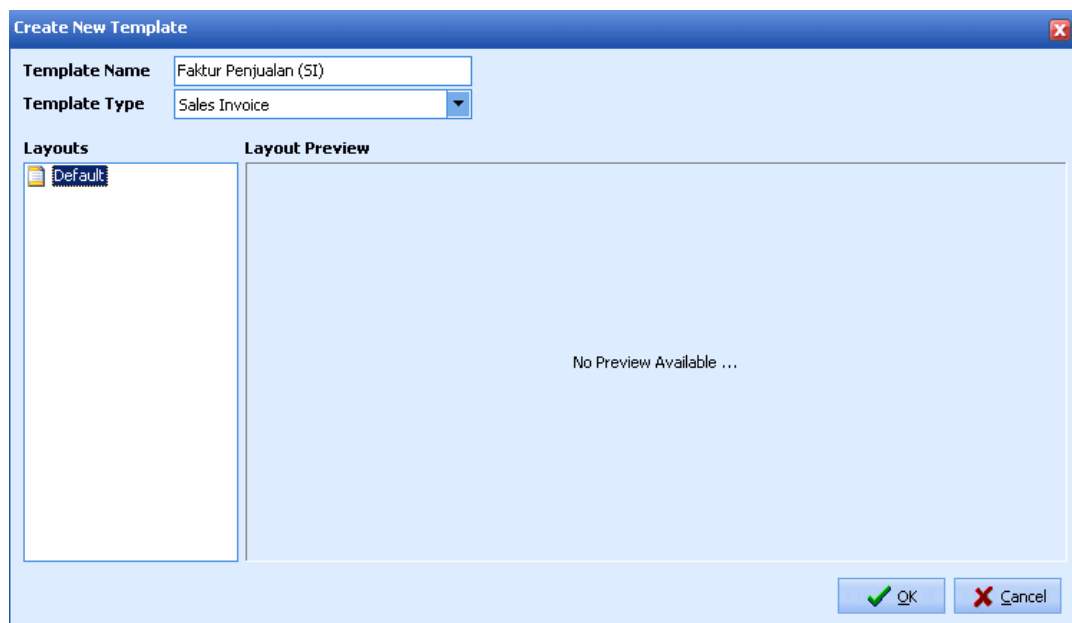 Create New Template
Template Name Faktur Penjualan (SI)
Template Type Sales Invoice
Layouts Layout Preview
Default
No Preview Available ...
OK Cancel